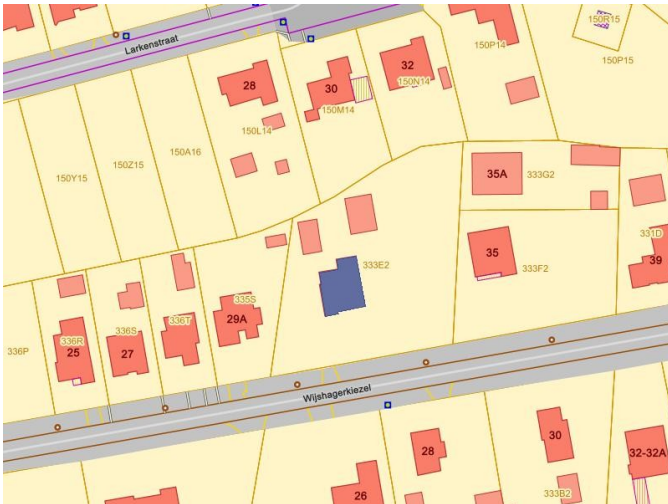 150R15
Larkenstraat
32
150P14
150P15
28
30
150N14
150M14
150L14
150A16
150Z15
150Y15
35A
333G2
331D
35
39
333E2
333F2
335S
29A
336T
336S
336R
336P
25
27
Wijshagerkiezel
30
28
32-32A
26
333B2